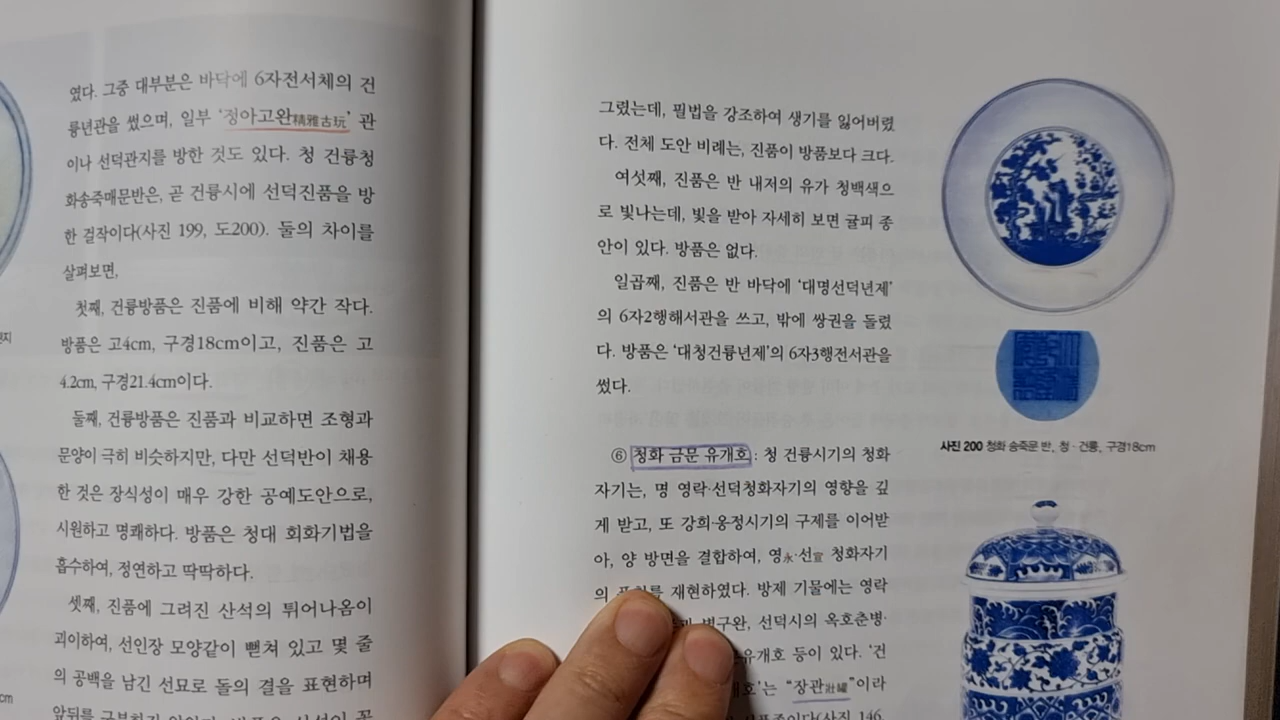 였다. 그중 대부분은 바닥에 6자전서체의 건
륭년관을 썼으며, 일부 ‘정아고완精雅古玩’ 관
이나 선덕관지를 방한 것도 있다. 청 건륭청
화송죽매문반은, 곧 건륭시에 선덕진품을 방
한 걸작이다(사진 199, 도200). 둘의 차이를
살펴보면,
첫째, 건륭방품은 진품에 비해 약간 작다.
방품은 고4cm, 구경18cm이고, 진품은 고
4.2cm, 구경21.4cm이다.
둘째, 건륭방품은 진품과 비교하면 조형과
문양이 극히 비슷하지만, 다만 선덕반이 채용
한 것은 장식성이 매우 강한 공예도안으로,
시원하고 명쾌하다. 방품은 청대 회화기법을
흡수하여, 정연하고 딱딱하다.
셋째, 진품에 그려진 산석의 튀어나옴이
괴이하여, 선인장 모양같이 뻗쳐 있고 몇 줄
의 공백을 남긴 선묘로 돌의 결을 표현하며
cm
그렸는데, 필법을 강조하여 생기를 잃어버렸
다. 전체 도안 비례는, 진품이 방품보다 크다.
여섯째, 진품은 반 내저의 유가 청백색으
로 빛나는데, 빛을 받아 자세히 보면 귤피 종
안이 있다. 방품은 없다.
일곱째, 진품은 반 바닥에 ‘대명선덕년제’
의 6자2행해서관을 쓰고, 밖에 쌍권을 돌렸
다. 방품은 ‘대청건륭년제’의 6자3행전서관을
썼다.
⑥ 청화 금문 유개호: 청 건륭시기의 청화
자기는, 명 영락·선덕청화자기의 영향을 깊
게 받고, 또 강희·옹정시기의 구제를 이어받
아, 양 방면을 결합하여, 영永·선宣 청화자기
의 재현하였다. 방제 기물에는 영락
병구완, 선덕시의 옥호춘병·
유개호 등이 있다. ‘건
개호’는 “장관壯罐”이라
(사진 146,
사진 200 청화 송죽문 반, 청 · 건륭, 구경18cm